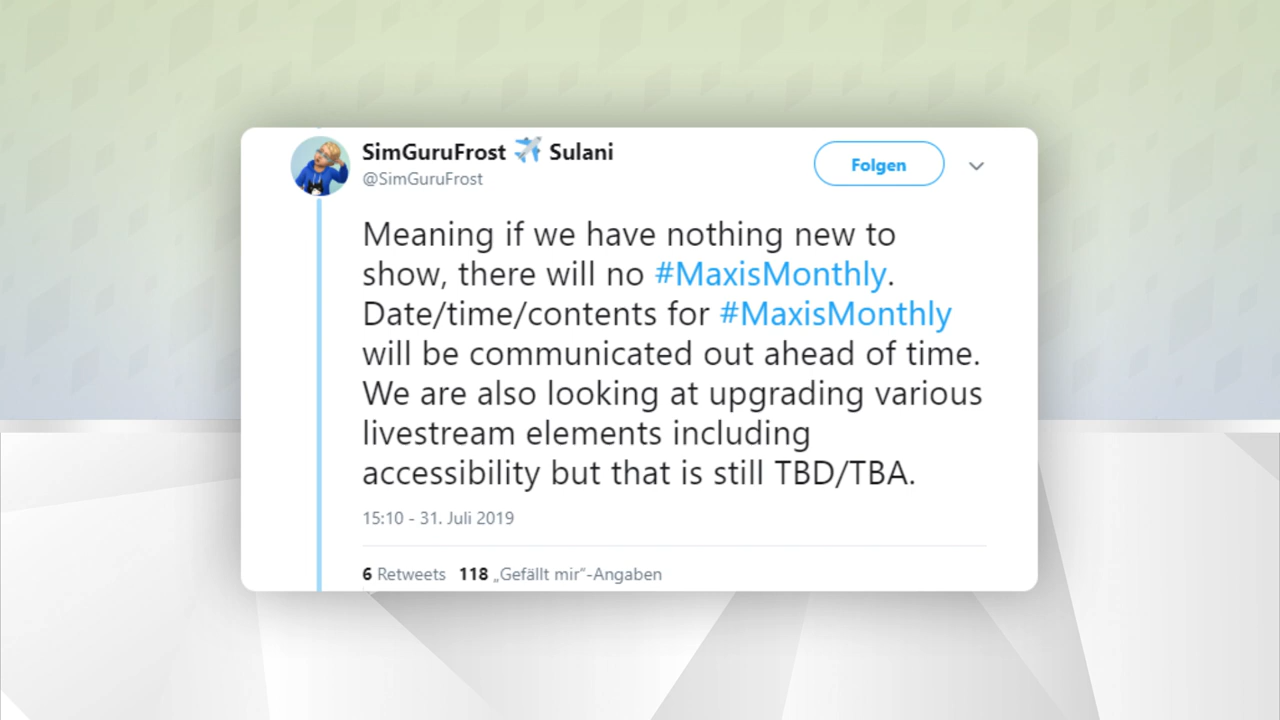 SimGuruFrost ✈️ Sulani
@SimGuruFrost
Folgen
Meaning if we have nothing new to
show, there will no #MaxisMonthly.
Date/time/contents for #MaxisMonthly
will be communicated out ahead of time.
We are also looking at upgrading various
livestream elements including
accessibility but that is still TBD/TBA.
15:10 - 31. Juli 2019
6 Retweets 118 „Gefällt mir“-Angaben